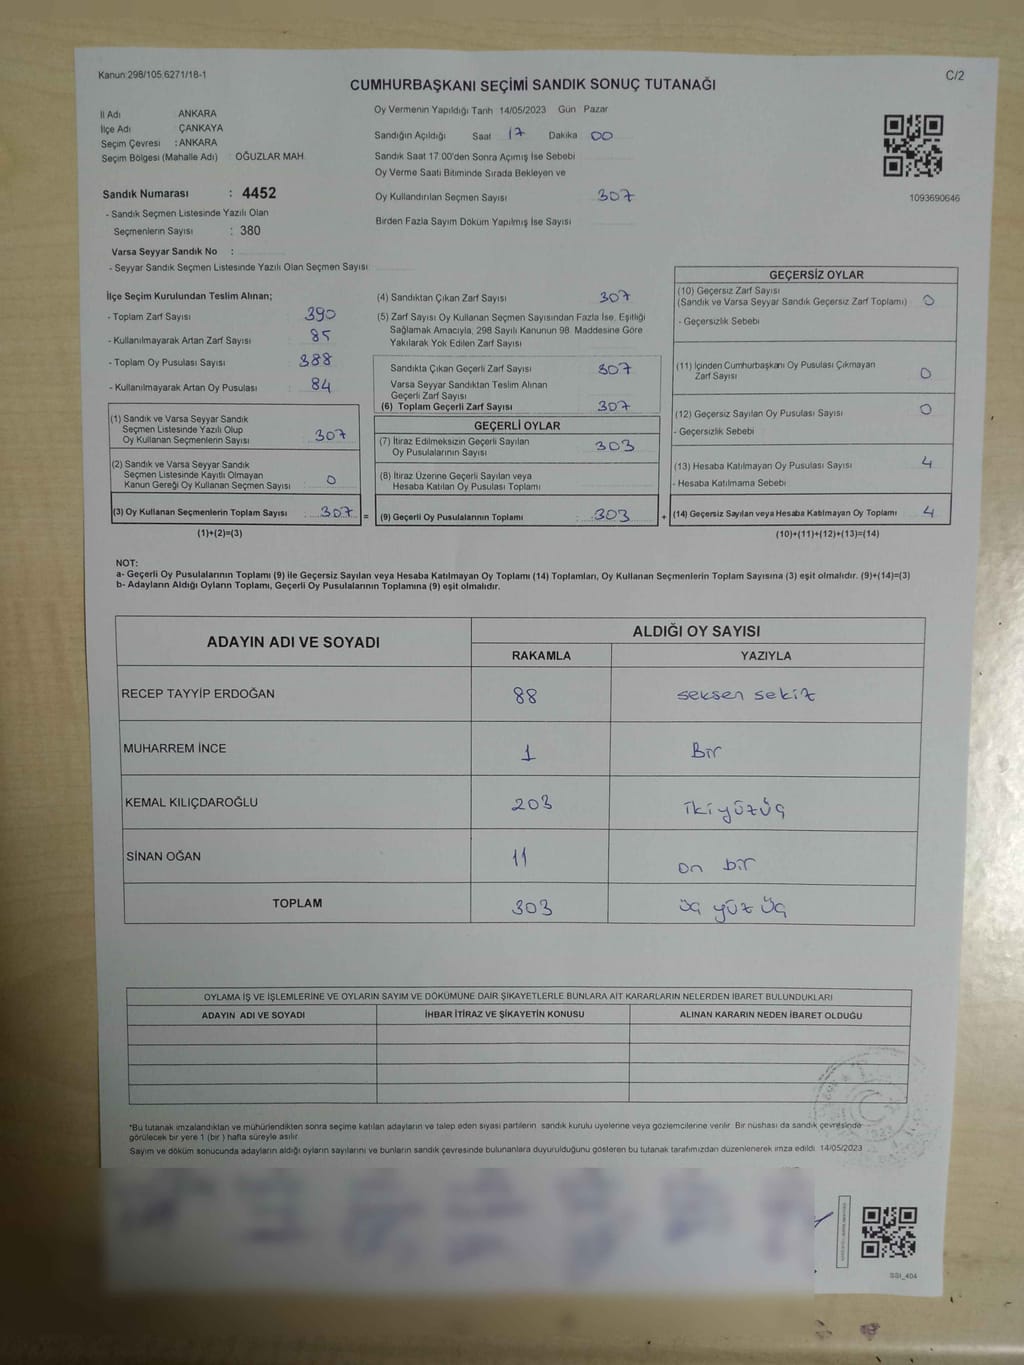 Kanun:298/105,6271/18-1
C/2
CUMHURBAŞKANI SEÇİMİ SANDIK SONUÇ TUTANAĞI
İl Adı ANKARA
İlçe Adı ÇANKAYA
Seçim Çevresi : ANKARA
Seçim Bölgesi (Mahalle Adı) : OĞUZLAR MAH.
Sandık Numarası : 4452
- Sandık Seçmen Listesinde Yazılı Olan
Seçmenlerin Sayısı : 380
Varsa Seyyar Sandık No :
- Seyyar Sandık Seçmen Listesinde Yazılı Olan Seçmen Sayısı
Oy Vermenin Yapıldığı Tarih 14/05/2023 Gün Pazar
Sandığın Açıldığı Saat 17 Dakika 00
Sandık Saat 17.00'den Sonra Açımış İse Sebebi
Oy Verme Saati Bitiminde Sırada Bekleyen ve
Oy Kullandırılan Seçmen Sayısı 307
Birden Fazla Sayım Döküm Yapılmış İse Sayısı
1093690646
İlçe Seçim Kurulundan Teslim Alınan;
- Toplam Zarf Sayısı 390
- Kullanılmayarak Artan Zarf Sayısı 85
- Toplam Oy Pusulası Sayısı 388
- Kullanılmayarak Artan Oy Pusulası 84
(1) Sandık ve Varsa Seyyar Sandık
Seçmen Listesinde Yazılı Olup
Oy Kullanan Seçmenlerin Sayısı 307
(2) Sandık ve Varsa Seyyar Sandık
Seçmen Listesinde Kayıtlı Olmayan
Kanun Gereği Oy Kullanan Seçmen Sayısı 0
(3) Oy Kullanan Seçmenlerin Toplam Sayısı 307 =
(1)+(2)=(3)
(4) Sandıktan Çıkan Zarf Sayısı 307
(5) Zarf Sayısı Oy Kullanan Seçmen Sayısından Fazla İse, Eşitliği
Sağlamak Amacıyla, 298 Sayılı Kanunun 98. Maddesine Göre
Yakılarak Yok Edilen Zarf Sayısı
Sandıkta Çıkan Geçerli Zarf Sayısı 307
Varsa Seyyar Sandıktan Teslim Alınan
Geçerli Zarf Sayısı
(6) Toplam Geçerli Zarf Sayısı 307
GEÇERLİ OYLAR
(7) İtiraz Edilmeksizin Geçerli Sayılan
Oy Pusulalarının Sayısı 303
(8) İtiraz Üzerine Geçerli Sayılan veya
Hesaba Katılan Oy Pusulası Toplamı
(9) Geçerli Oy Pusulalarının Toplamı : 303 +
GEÇERSİZ OYLAR
(10) Geçersiz Zarf Sayısı
(Sandık ve Varsa Seyyar Sandık Geçersiz Zarf Toplamı) 0
- Geçersizlik Sebebi
(11) İçinden Cumhurbaşkanı Oy Pusulası Çıkmayan
Zarf Sayısı 0
(12) Geçersiz Sayılan Oy Pusulası Sayısı 0
- Geçersizlik Sebebi
(13) Hesaba Katılmayan Oy Pusulası Sayısı 4
- Hesaba Katılmama Sebebi
(14) Geçersiz Sayılan veya Hesaba Katılmayan Oy Toplamı 4
(10)+(11)+(12)+(13)=(14)
NOT:
a- Geçerli Oy Pusulalarının Toplamı (9) ile Geçersiz Sayılan veya Hesaba Katılmayan Oy Toplamı (14) Toplamları, Oy Kullanan Seçmenlerin Toplam Sayısına (3) eşit olmalıdır. (9)+(14)=(3)
b- Adayların Aldığı Oyların Toplamı, Geçerli Oy Pusulalarının Toplamına (9) eşit olmalıdır.
ADAYIN ADI VE SOYADI
ALDIĞI OY SAYISI
RAKAMLA YAZIYLA
RECEP TAYYİP ERDOĞAN 88 seksen sekiz
MUHARREM İNCE 1 Bir
KEMAL KILIÇDAROĞLU 203 ikiyüzüç
SİNAN OĞAN 11 on bir
TOPLAM 303 üç yüz üç
OYLAMA İŞ VE İŞLEMLERİNE VE OYLARIN SAYIM VE DÖKÜMÜNE DAİR ŞİKAYETLERLE BUNLARA AİT KARARLARIN NELERDEN İBARET BULUNDUKLARI
ADAYIN ADI VE SOYADI İHBAR İTİRAZ VE ŞİKAYETİN KONUSU ALINAN KARARIN NEDEN İBARET OLDUĞU
*Bu tutanak imzalandıktan ve mühürlendikten sonra seçime katılan adayların ve talep eden siyasi partilerin sandık kurulu üyelerine veya gözlemcilerine verilir. Bir nüshası da sandık çevresinde
görülecek bir yere 1 (bir) hafta süreyle asılır.
Sayım ve döküm sonucunda adayların aldığı oyların sayılarını ve bunların sandık çevresinde bulunanlara duyurulduğunu gösteren bu tutanak tarafımızdan düzenlenerek imza edildi. 14/05/2023
SSI_404